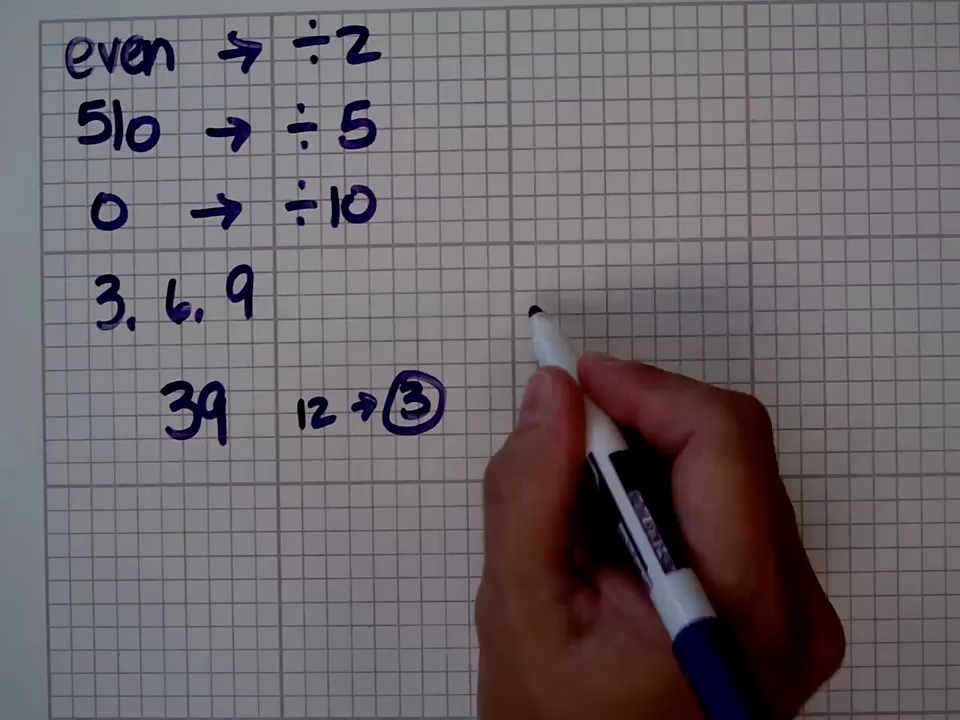 even → ÷2
5|0 → ÷5
0 → ÷10
3. 6. 9
39 12 → 3